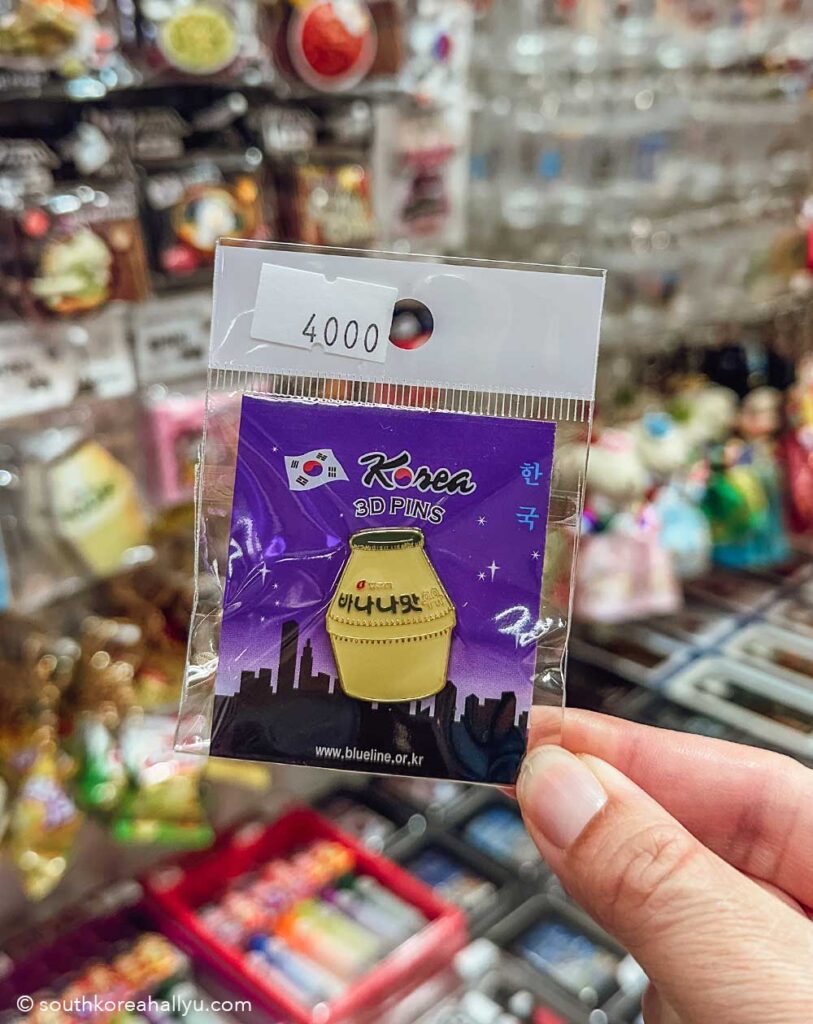 4000
Korea
3D PINS
한
국
바나나맛
www.blueline.or.kr
© southkoreahallyu.com